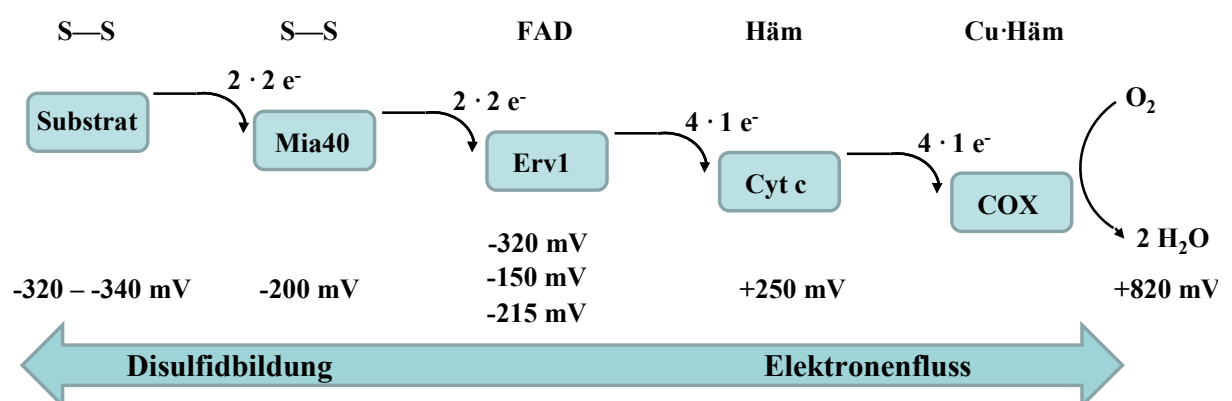 S—S S—S FAD Häm Cu·Häm
2 · 2 e⁻ 2 · 2 e⁻ 4 · 1 e⁻ 4 · 1 e⁻ O₂
Substrat Mia40 Erv1 Cyt c COX
2 H₂O
-320 mV
-320 – -340 mV -200 mV -150 mV +250 mV +820 mV
-215 mV
Disulfidbildung Elektronenfluss